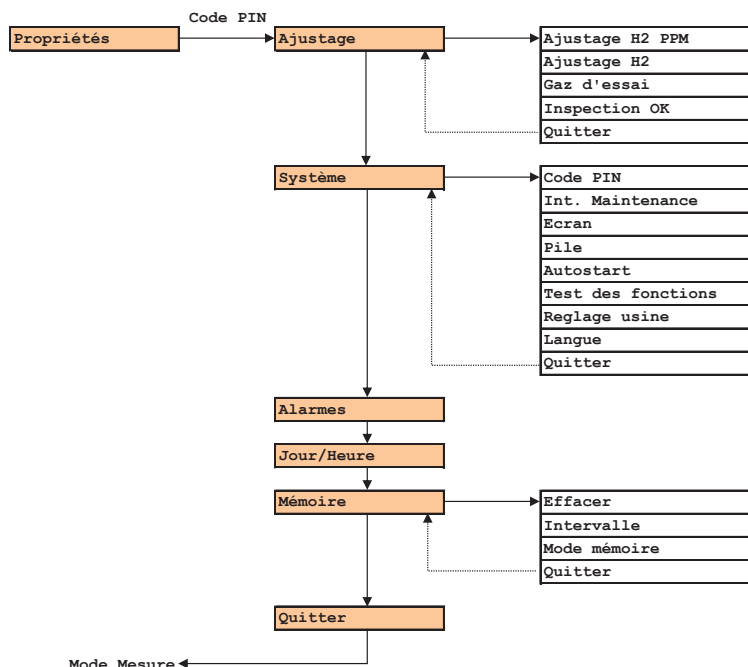 Code PIN
Propriétés
Ajustage
Ajustage H2 PPM
Ajustage H2
Gaz d'essai
Inspection OK
Quitter
Système
Code PIN
Int. Maintenance
Ecran
Pile
Autostart
Test des fonctions
Reglage usine
Langue
Quitter
Alarmes
Jour/Heure
Mémoire
Effacer
Intervalle
Mode mémoire
Quitter
Quitter
Mode Mesure